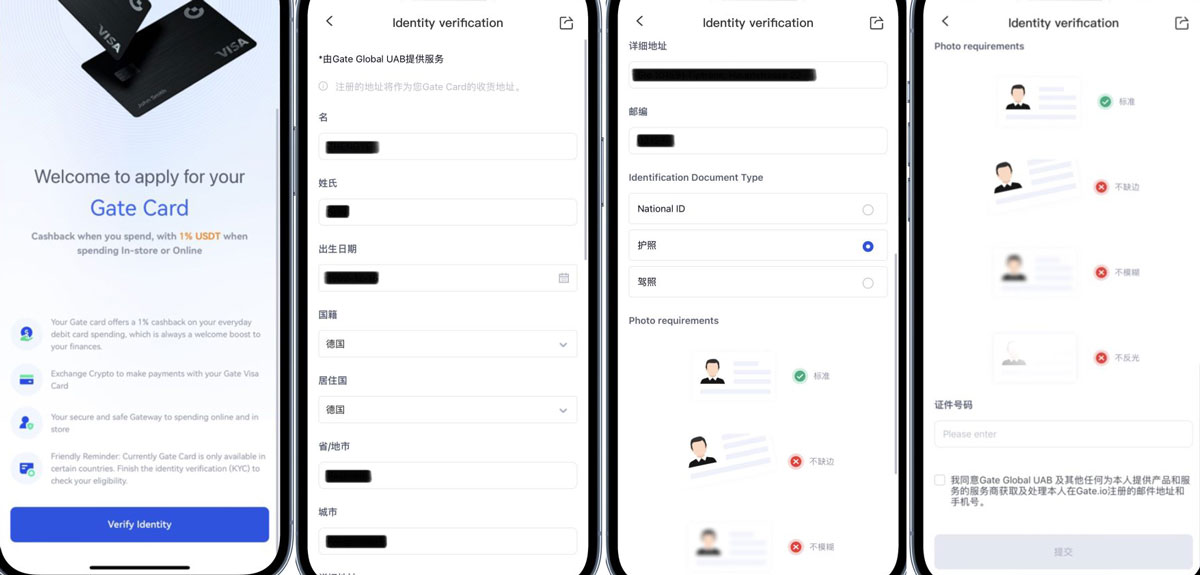 VISA
VISA
John Smith
Welcome to apply for your
Gate Card
Cashback when you spend, with 1% USDT when
spending In-store or Online
Your Gate card offers a 1% cashback on your everyday
debit card spending, which is always a welcome boost to
your finances.
Exchange Crypto to make payments with your Gate Visa
Card
Your secure and safe Gateway to spending online and in
store
Friendly Reminder: Currently Gate Card is only available in
certain countries. Finish the identity verification (KYC) to
check your eligibility.
Verify Identity
Identity verification
*由Gate Global UAB提供服务
注册的地址将作为您Gate Card的收货地址。
名
姓氏
出生日期
国籍
德国
居住国
德国
省/地市
城市
Identity verification
详细地址
邮编
Identification Document Type
National ID
护照
驾照
Photo requirements
标准
不缺边
不模糊
Identity verification
Photo requirements
标准
不缺边
不模糊
不反光
证件号码
Please enter
我同意Gate Global UAB 及其他任何为本人提供产品和服
务的服务商获取及处理本人在Gate.io注册的邮件地址和
手机号。
提交